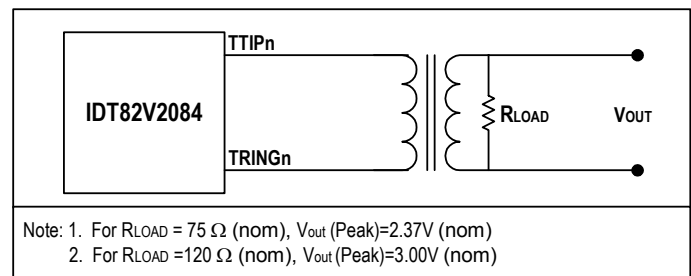 TTIPn
IDT82V2084
RLOAD
VOUT
TRINGn
Note: 1. For RLOAD = 75 Ω (nom), Vout (Peak)=2.37V (nom)
2. For RLOAD =120 Ω (nom), Vout (Peak)=3.00V (nom)